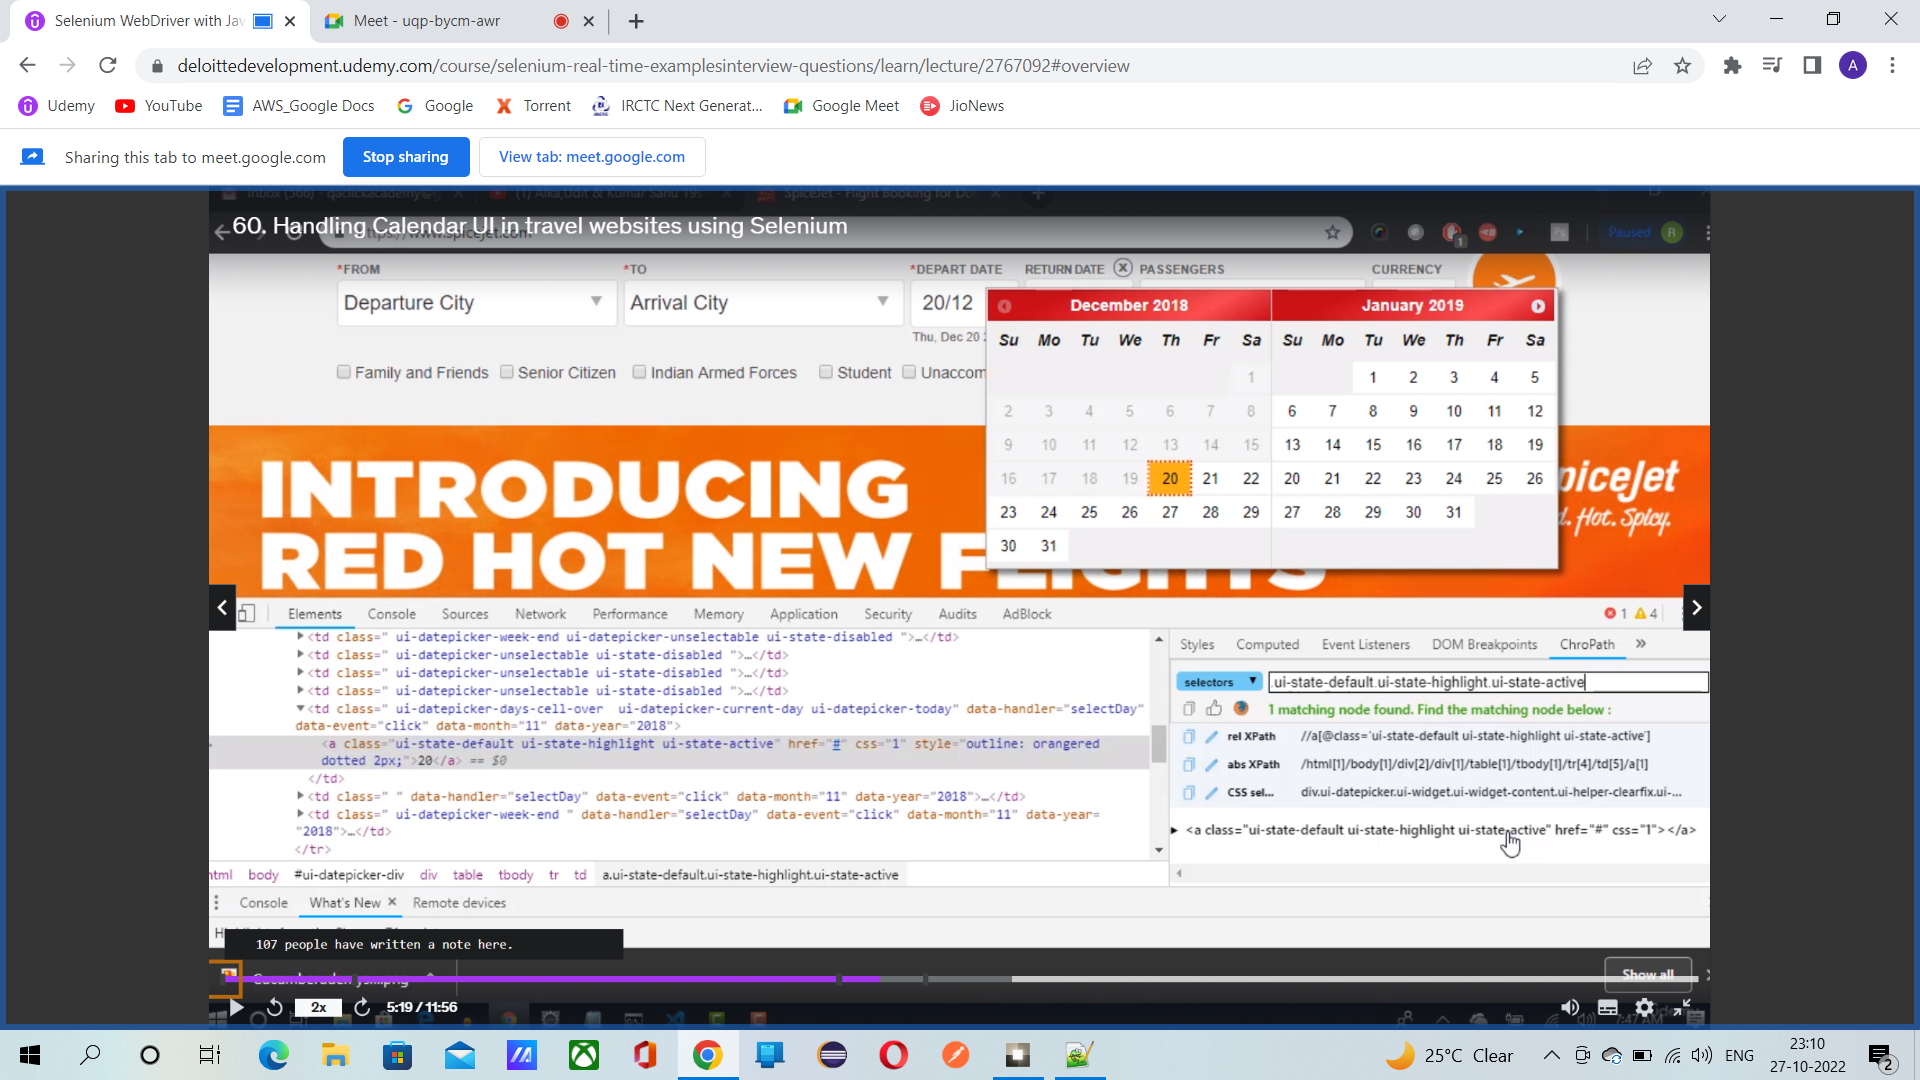 Selenium WebDriver with Jav
Meet - uqp-bycm-awr
deloittedevelopment.udemy.com/course/selenium-real-time-examplesinterview-questions/learn/lecture/2767092#overview
A
Udemy
YouTube
AWS_Google Docs
Google
Torrent
IRCTC Next Generat...
Google Meet
JioNews
Sharing this tab to meet.google.com
Stop sharing
View tab: meet.google.com
60. Handling Calendar UI in travel websites using Selenium
Paused R
*FROM *TO *DEPART DATE RETURN DATE PASSENGERS CURRENCY
Departure City Arrival City 20/12
Thu, Dec 20
Family and Friends Senior Citizen Indian Armed Forces Student Unaccom
December 2018 January 2019
Su Mo Tu We Th Fr Sa Su Mo Tu We Th Fr Sa
1 1 2 3 4 5
2 3 4 5 6 7 8 6 7 8 9 10 11 12
9 10 11 12 13 14 15 13 14 15 16 17 18 19
16 17 18 19 20 21 22 20 21 22 23 24 25 26
23 24 25 26 27 28 29 27 28 29 30 31
30 31
INTRODUCING
RED HOT NEW FLIGHTS
piceJet
d. Hot. Spicy.
Elements Console Sources Network Performance Memory Application Security Audits AdBlock 1 4
<td class=" ui-datepicker-week-end ui-datepicker-unselectable ui-state-disabled ">…</td>
<td class=" ui-datepicker-unselectable ui-state-disabled ">…</td>
<td class=" ui-datepicker-unselectable ui-state-disabled ">…</td>
<td class=" ui-datepicker-unselectable ui-state-disabled ">…</td>
<td class=" ui-datepicker-days-cell-over  ui-datepicker-current-day ui-datepicker-today" data-handler="selectDay"
data-event="click" data-month="11" data-year="2018">
<a class="ui-state-default ui-state-highlight ui-state-active" href="#" css="1" style="outline: orangered
dotted 2px;">20</a> == $0
</td>
<td class=" " data-handler="selectDay" data-event="click" data-month="11" data-year="2018">…</td>
<td class=" ui-datepicker-week-end " data-handler="selectDay" data-event="click" data-month="11" data-year=
"2018">…</td>
</tr>
html body #ui-datepicker-div div table tbody tr td a.ui-state-default.ui-state-highlight.ui-state-active
Styles Computed Event Listeners DOM Breakpoints ChroPath »
selectors .ui-state-default.ui-state-highlight.ui-state-active
1 matching node found. Find the matching node below :
rel XPath //a[@class='ui-state-default ui-state-highlight ui-state-active']
abs XPath /html[1]/body[1]/div[2]/div[1]/table[1]/tbody[1]/tr[4]/td[5]/a[1]
CSS sel... div.ui-datepicker.ui-widget.ui-widget-content.ui-helper-clearfix.ui-...
<a class="ui-state-default ui-state-highlight ui-state-active" href="#" css="1"></a>
Console What's New × Remote devices
107 people have written a note here.
Show all
2x 5:19 / 11:56
25°C Clear
ENG
23:10
27-10-2022
2